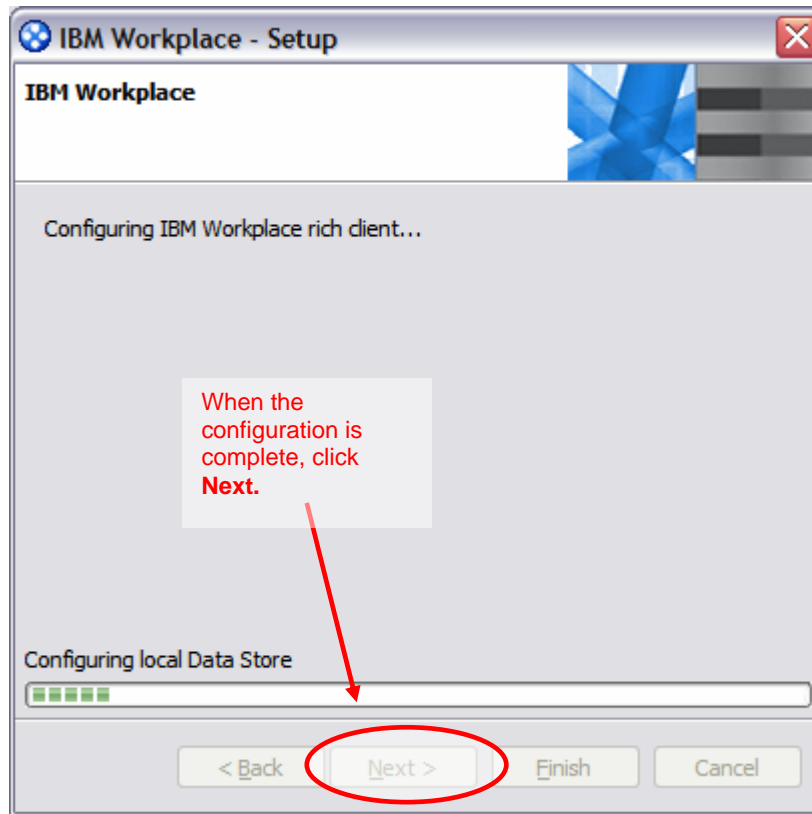 IBM Workplace - Setup
IBM Workplace
Configuring IBM Workplace rich client...
When the
configuration is
complete, click
Next.
Configuring local Data Store
< Back Next > Finish Cancel